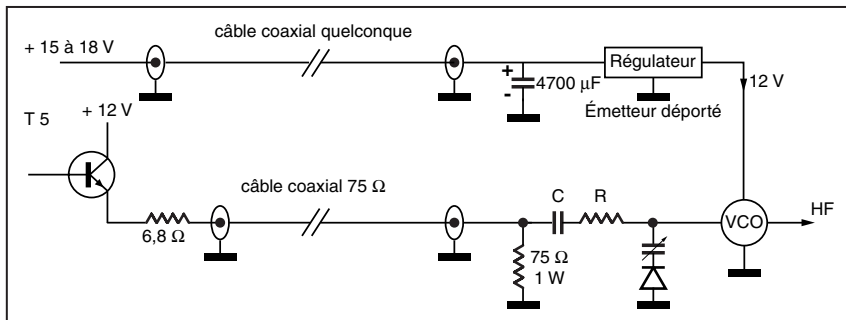 câble coaxial quelconque
+ 15 à 18 V
Régulateur
+
-
4700 µF
12 V
Émetteur déporté
+ 12 V
T 5
câble coaxial 75 Ω
C
R
6,8 Ω
VCO
HF
75 Ω
1 W